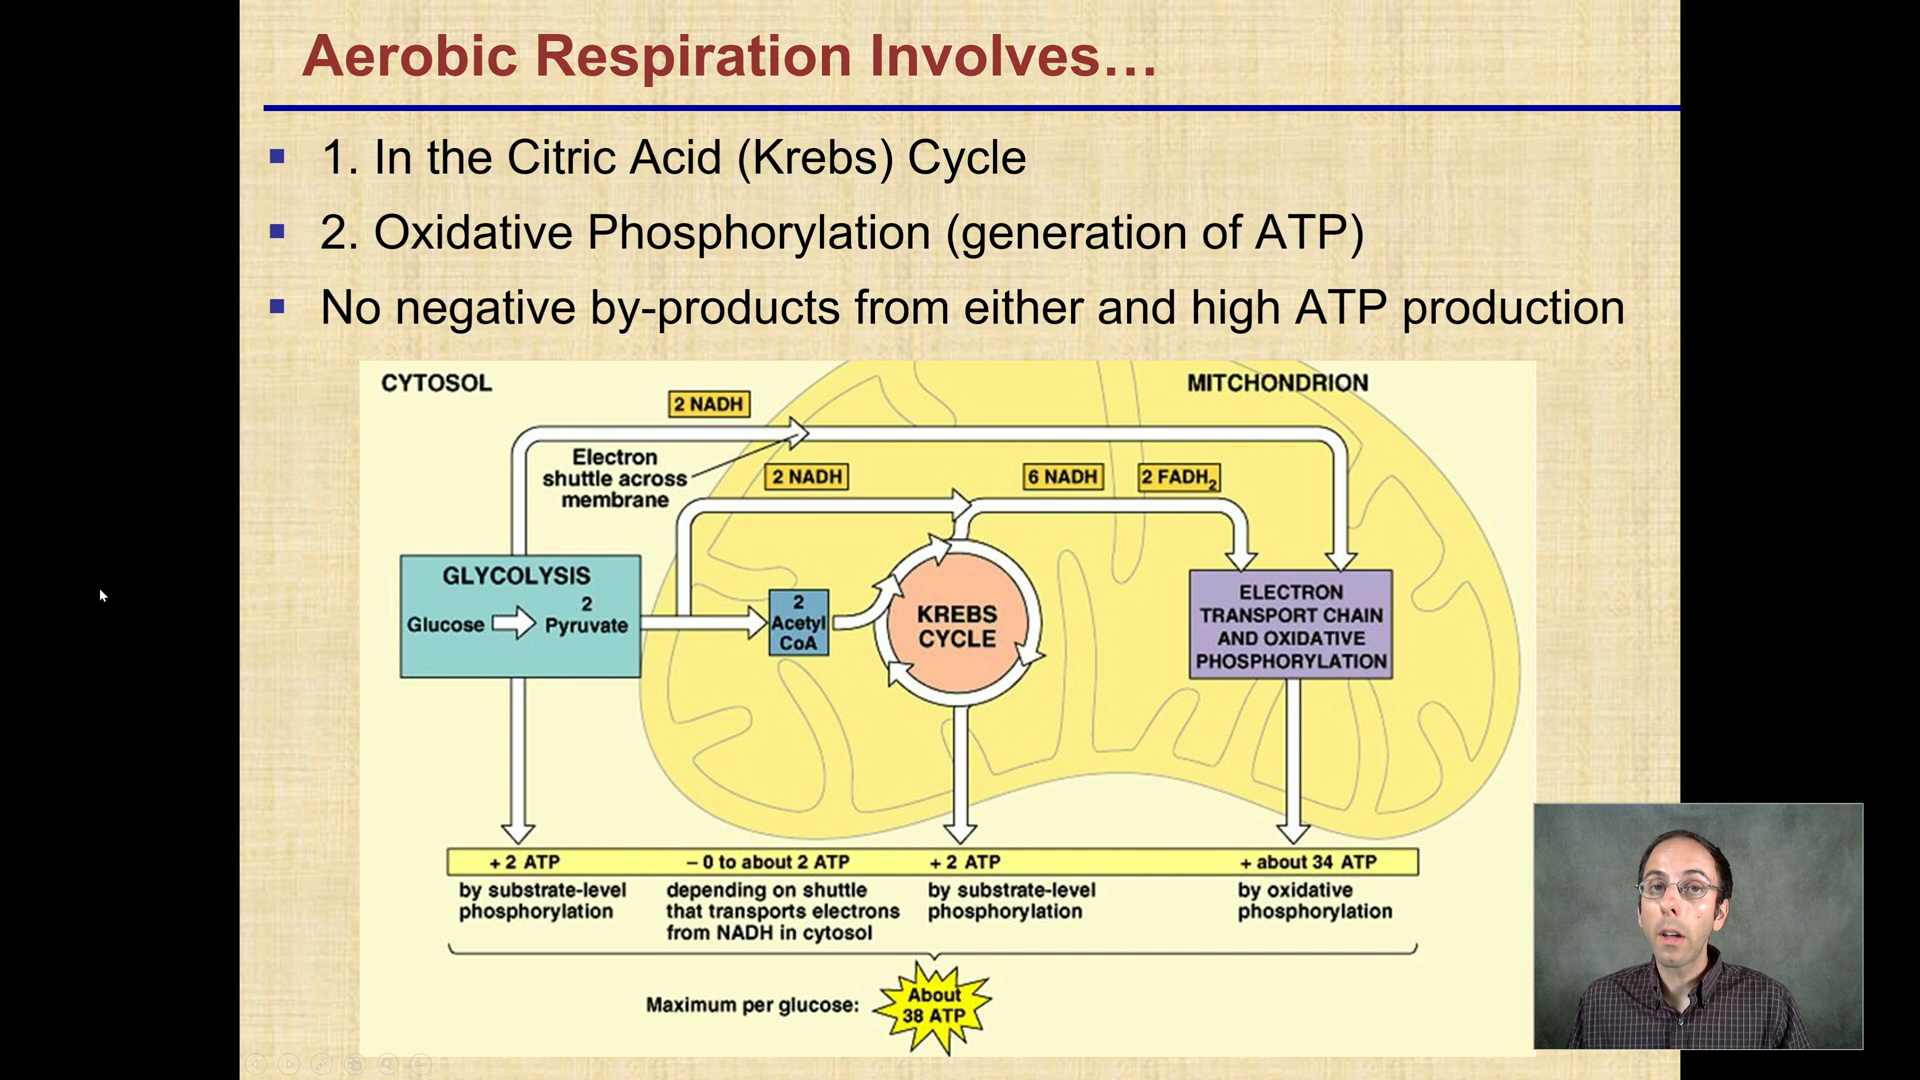 Aerobic Respiration Involves…
1. In the Citric Acid (Krebs) Cycle
2. Oxidative Phosphorylation (generation of ATP)
No negative by-products from either and high ATP production
CYTOSOL
MITCHONDRION
2 NADH
Electron
shuttle across
membrane
2 NADH
6 NADH
2 FADH₂
GLYCOLYSIS
Glucose
2
Pyruvate
2
Acetyl
CoA
KREBS
CYCLE
ELECTRON
TRANSPORT CHAIN
AND OXIDATIVE
PHOSPHORYLATION
+ 2 ATP
by substrate-level
phosphorylation
– 0 to about 2 ATP
depending on shuttle
that transports electrons
from NADH in cytosol
+ 2 ATP
by substrate-level
phosphorylation
+ about 34 ATP
by oxidative
phosphorylation
Maximum per glucose:
About
38 ATP